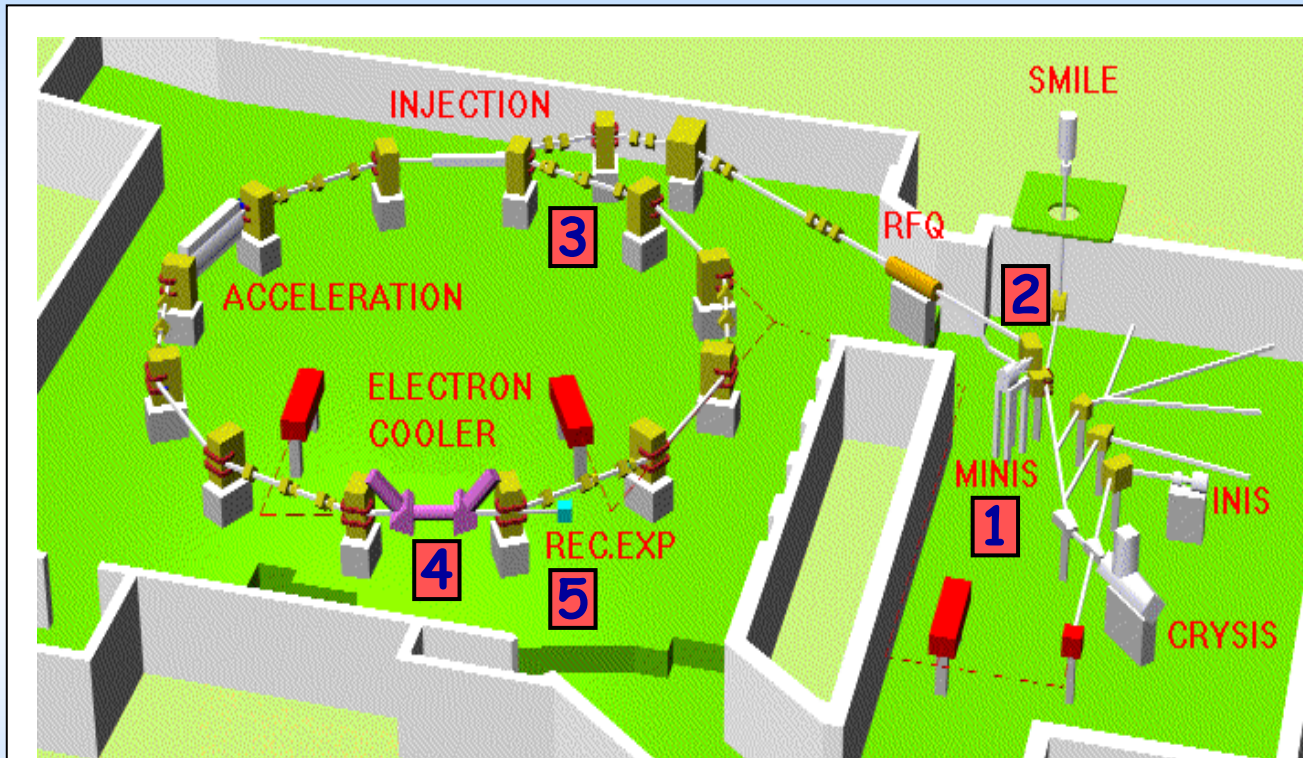 SMILE
INJECTION
3
RFQ
2
ACCELERATION
ELECTRON
COOLER
MINIS
1
INIS
4
REC.EXP
5
CRYSIS